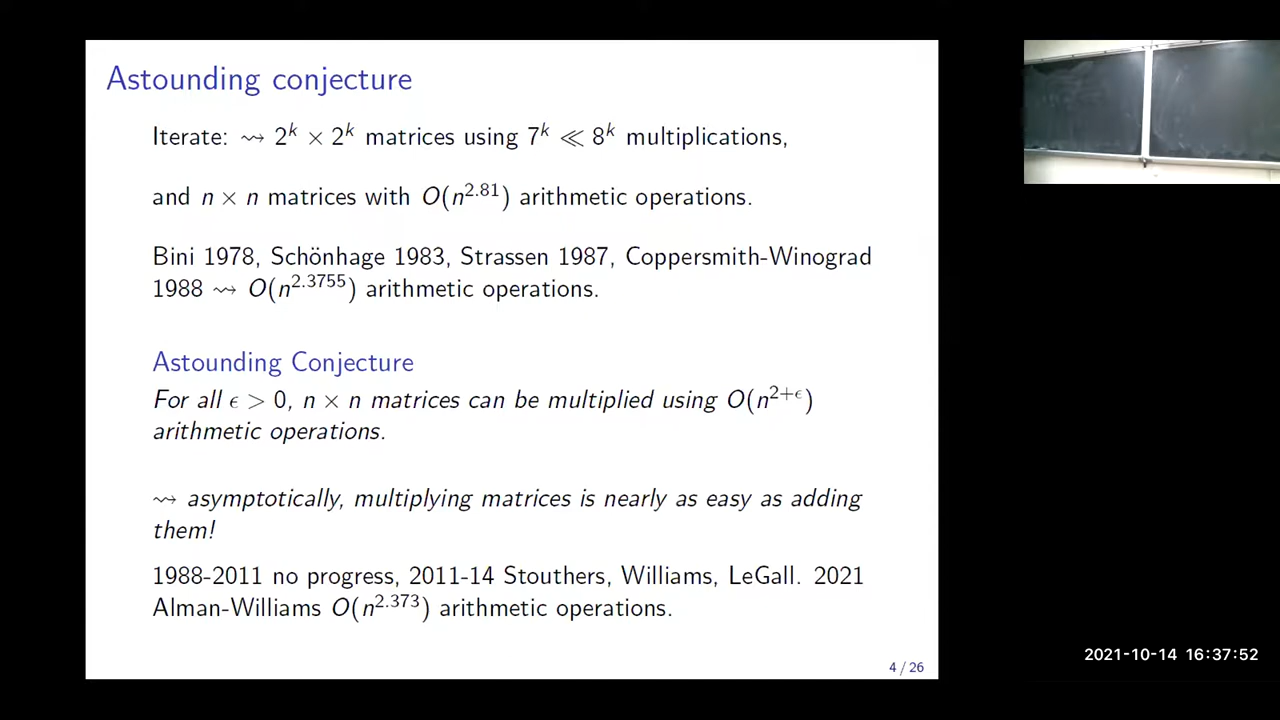 Astounding conjecture
Iterate: ⇝ 2^k × 2^k matrices using 7^k ≪ 8^k multiplications,
and n × n matrices with O(n^2.81) arithmetic operations.
Bini 1978, Schönhage 1983, Strassen 1987, Coppersmith-Winograd
1988 ⇝ O(n^2.3755) arithmetic operations.
Astounding Conjecture
For all ϵ > 0, n × n matrices can be multiplied using O(n^2+ϵ)
arithmetic operations.
⇝ asymptotically, multiplying matrices is nearly as easy as adding
them!
1988-2011 no progress, 2011-14 Stouthers, Williams, LeGall. 2021
Alman-Williams O(n^2.373) arithmetic operations.
4 / 26
2021-10-14 16:37:52